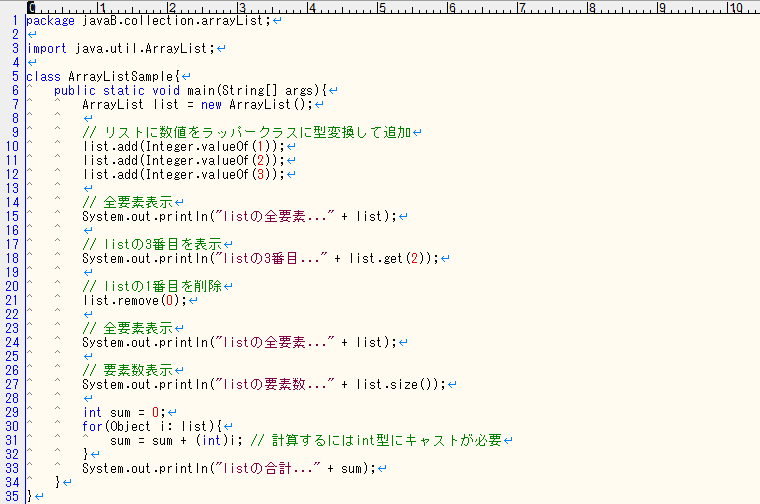 0 1 2 3 4 5 6 7 8 9 10
1 package javaB.collection.arrayList;↵
2 ↵
3 import java.util.ArrayList;↵
4 ↵
5 class ArrayListSample{↵
6 ^ public static void main(String[] args){↵
7 ^ ^ ArrayList list = new ArrayList();↵
8 ^ ^ ↵
9 ^ ^ // リストに数値をラッパークラスに型変換して追加↵
10 ^ ^ list.add(Integer.valueOf(1));↵
11 ^ ^ list.add(Integer.valueOf(2));↵
12 ^ ^ list.add(Integer.valueOf(3));↵
13 ^ ^ ↵
14 ^ ^ // 全要素表示↵
15 ^ ^ System.out.println("listの全要素..." + list);↵
16 ^ ^ ↵
17 ^ ^ // listの3番目を表示↵
18 ^ ^ System.out.println("listの3番目..." + list.get(2));↵
19 ^ ^ ↵
20 ^ ^ // listの1番目を削除↵
21 ^ ^ list.remove(0);↵
22 ^ ^ ↵
23 ^ ^ // 全要素表示↵
24 ^ ^ System.out.println("listの全要素..." + list);↵
25 ^ ^ ↵
26 ^ ^ // 要素数表示↵
27 ^ ^ System.out.println("listの要素数..." + list.size());↵
28 ^ ^ ↵
29 ^ ^ int sum = 0;↵
30 ^ ^ for(Object i: list){↵
31 ^ ^ ^ sum = sum + (int)i; // 計算するにはint型にキャストが必要↵
32 ^ ^ }↵
33 ^ ^ System.out.println("listの合計..." + sum);↵
34 ^ }↵
35 }↵